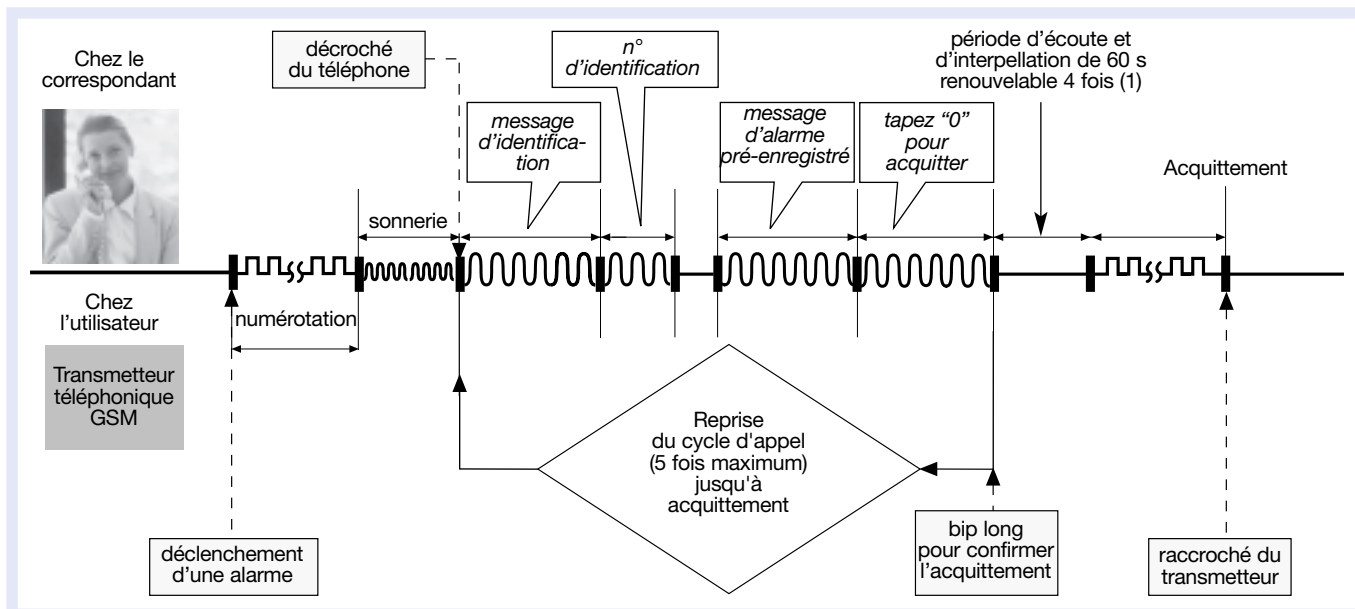 Chez le
correspondant
décroché
du téléphone
n°
d’identification
période d’écoute et
d’interpellation de 60 s
renouvelable 4 fois (1)
message
d’identifica-
tion
message
d’alarme
pré-enregistré
tapez “0”
pour
acquitter
Acquittement
sonnerie
Chez
l’utilisateur
numérotation
Transmetteur
téléphonique
GSM
Reprise
du cycle d'appel
(5 fois maximum)
jusqu'à
acquittement
déclenchement
d’une alarme
bip long
pour confirmer
l’acquittement
raccroché du
transmetteur